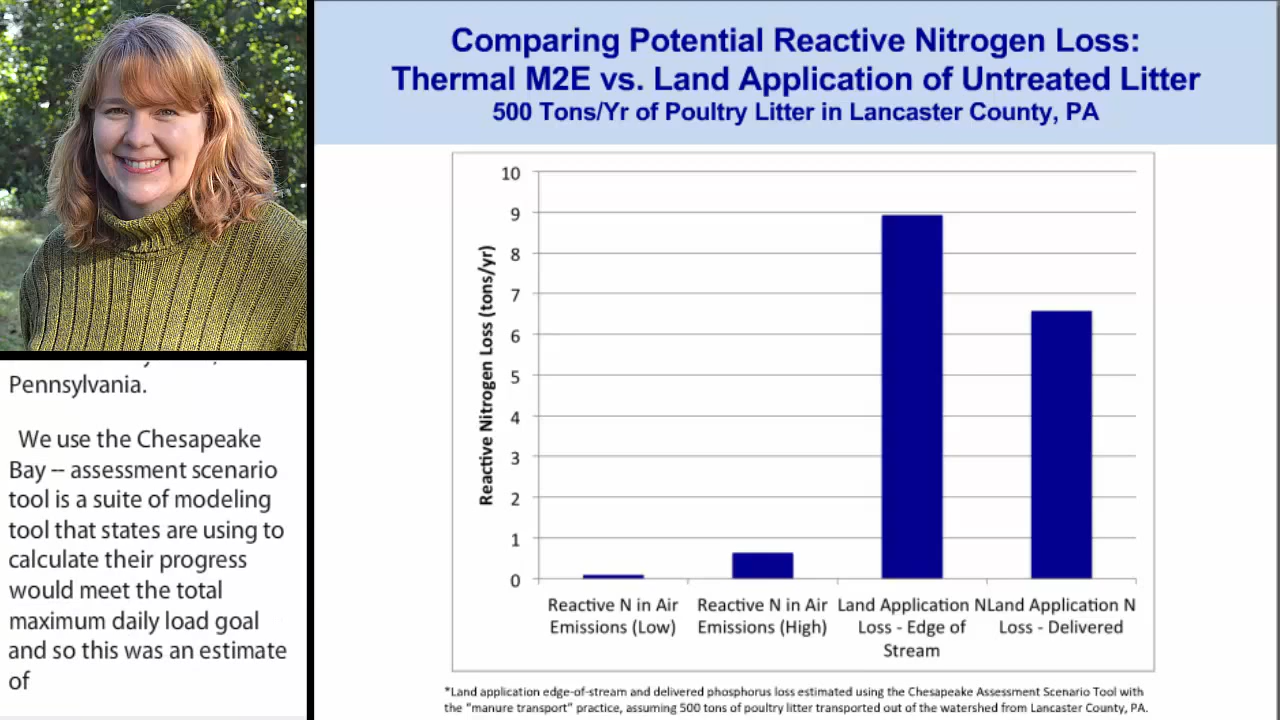 Pennsylvania.
We use the Chesapeake
Bay -- assessment scenario
tool is a suite of modeling
tool that states are using to
calculate their progress
would meet the total
maximum daily load goal
and so this was an estimate
of
Comparing Potential Reactive Nitrogen Loss:
Thermal M2E vs. Land Application of Untreated Litter
500 Tons/Yr of Poultry Litter in Lancaster County, PA
Reactive Nitrogen Loss (tons/yr)
10
9
8
7
6
5
4
3
2
1
0
Reactive N in Air
Emissions (Low)
Reactive N in Air
Emissions (High)
Land Application N
Loss - Edge of
Stream
Land Application N
Loss - Delivered
*Land application edge-of-stream and delivered phosphorus loss estimated using the Chesapeake Assessment Scenario Tool with
the "manure transport" practice, assuming 500 tons of poultry litter transported out of the watershed from Lancaster County, PA.